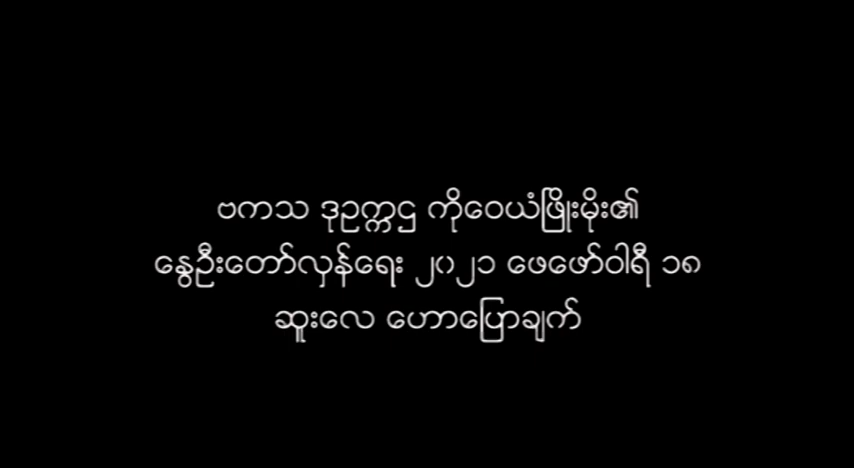 ဗကသ ဒုဥက္ကဌ ကိုဝေယံဖြိုးမိုး၏
နွေဦးတော်လှန်ရေး ၂၀၂၁ ဖေဖော်ဝါရီ ၁၈
ဆူးလေ ဟောပြောချက်